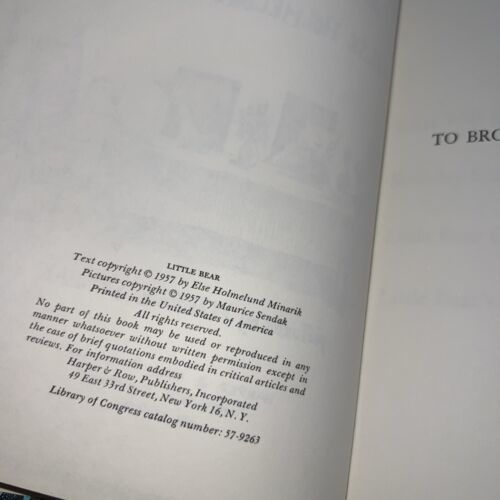 LITTLE BEAR
Text copyright © 1957 by Else Holmelund Minarik
Pictures copyright © 1957 by Maurice Sendak
Printed in the United States of America
All rights reserved.
No part of this book may be used or reproduced in any
manner whatsoever without written permission except in
the case of brief quotations embodied in critical articles and
reviews. For information address
Harper & Row, Publishers, Incorporated
49 East 33rd Street, New York 16, N. Y.
Library of Congress catalog number: 57-9263
TO BRO